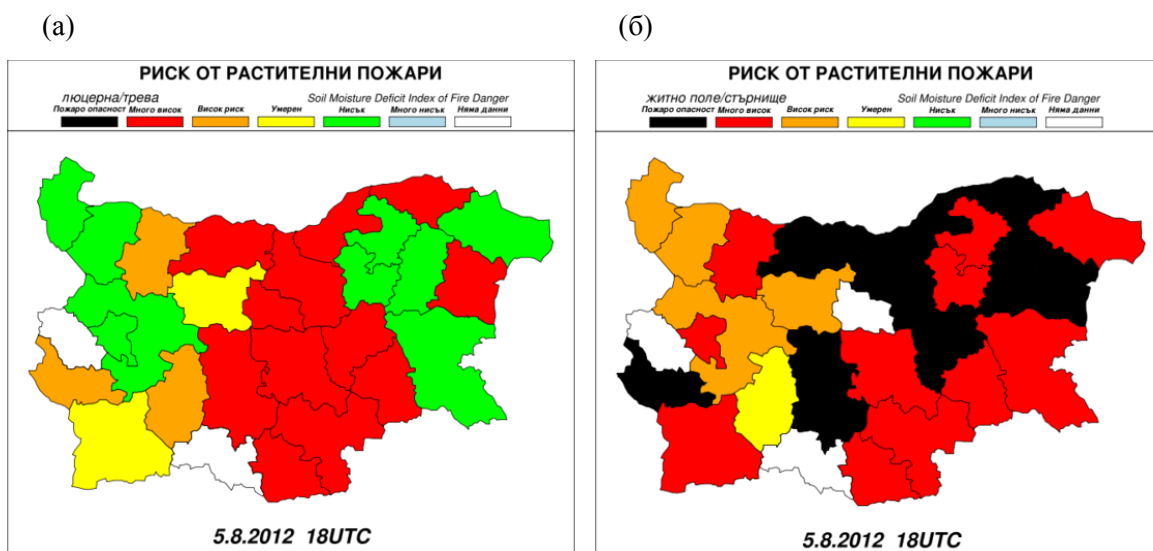 (а)
РИСК ОТ РАСТИТЕЛНИ ПОЖАРИ
люцерна/трева Soil Moisture Deficit Index of Fire Danger
Пожаро опасност Много висок Висок риск Умерен Нисък Много нисък Няма данни
5.8.2012 18UTC
(б)
РИСК ОТ РАСТИТЕЛНИ ПОЖАРИ
житно поле/стърнище Soil Moisture Deficit Index of Fire Danger
Пожаро опасност Много висок Висок риск Умерен Нисък Много нисък Няма данни
5.8.2012 18UTC